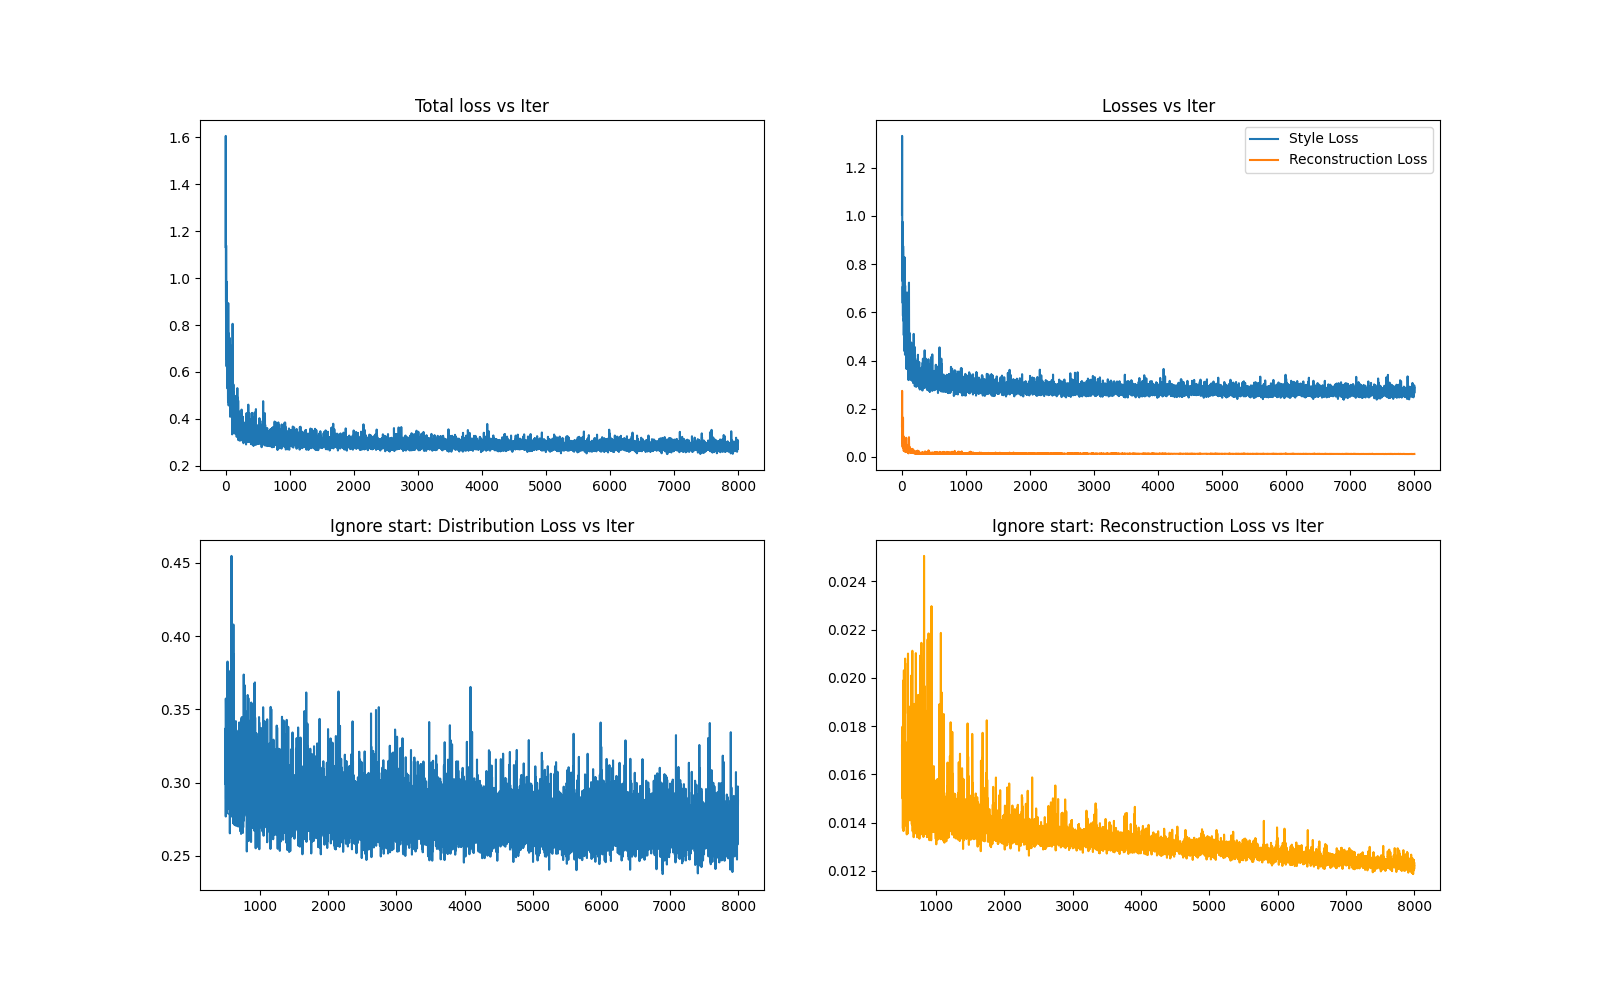 Total loss vs Iter
1.6
1.4
1.2
1.0
0.8
0.6
0.4
0.2
0 1000 2000 3000 4000 5000 6000 7000 8000
Losses vs Iter
Style Loss
Reconstruction Loss
1.2
1.0
0.8
0.6
0.4
0.2
0.0
0 1000 2000 3000 4000 5000 6000 7000 8000
Ignore start: Distribution Loss vs Iter
0.45
0.40
0.35
0.30
0.25
1000 2000 3000 4000 5000 6000 7000 8000
Ignore start: Reconstruction Loss vs Iter
0.024
0.022
0.020
0.018
0.016
0.014
0.012
1000 2000 3000 4000 5000 6000 7000 8000